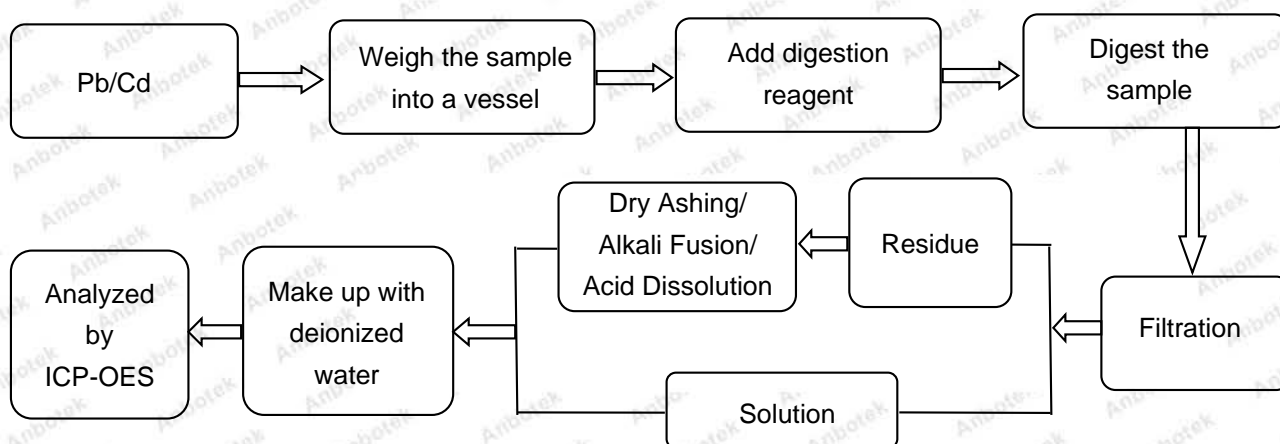 Pb/Cd
Weigh the sample
into a vessel
Add digestion
reagent
Digest the
sample
Filtration
Residue
Dry Ashing/
Alkali Fusion/
Acid Dissolution
Solution
Make up with
deionized
water
Analyzed
by
ICP-OES
Anbotek